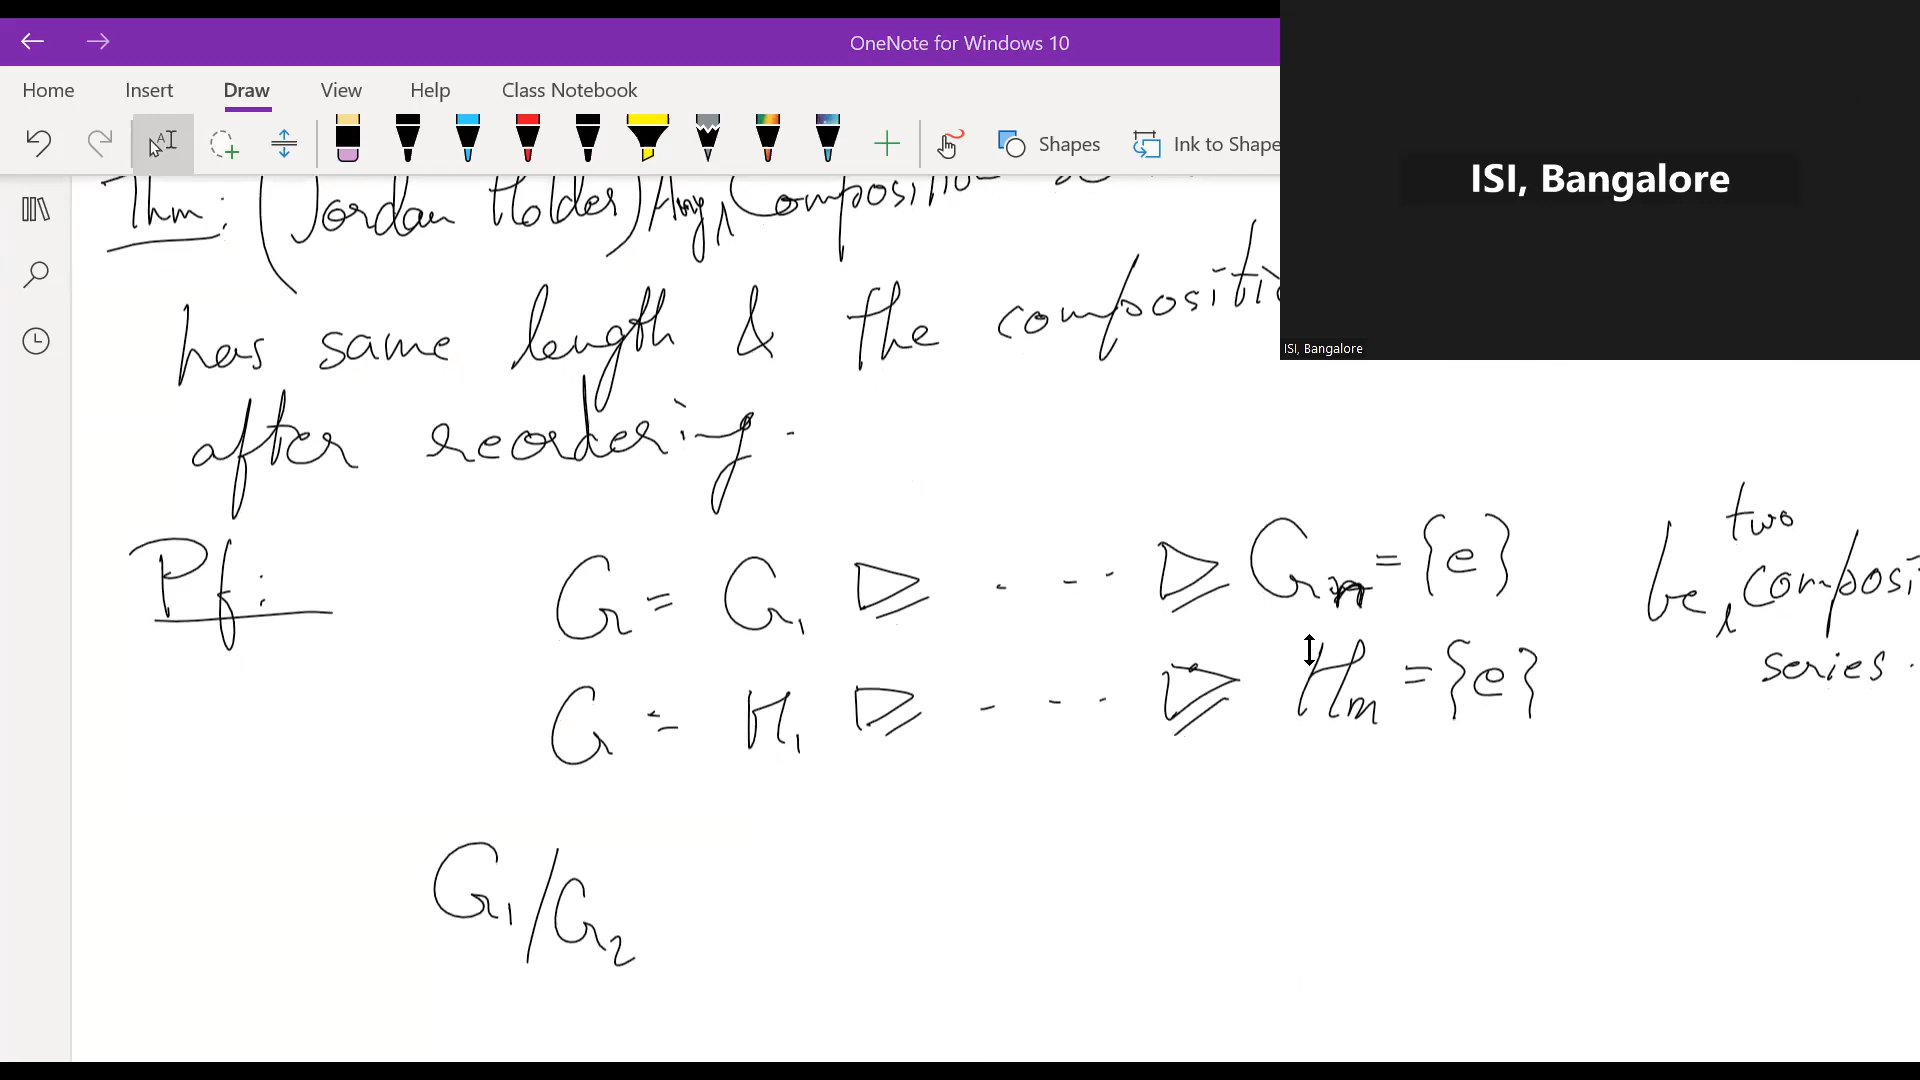 OneNote for Windows 10
ISI, Bangalore
Home Insert Draw View Help Class Notebook
Shapes Ink to Shape
ISI, Bangalore
Thm: (Jordan Holder) Any Composition
has same length & the compositi
after reordering.
Pf: G = G₁ ⊵ - - - ⊵ Gₙ = {e} be two composi
G = H₁ ⊵ - - - ⊵ Hₘ = {e} series.
G₁/G₂